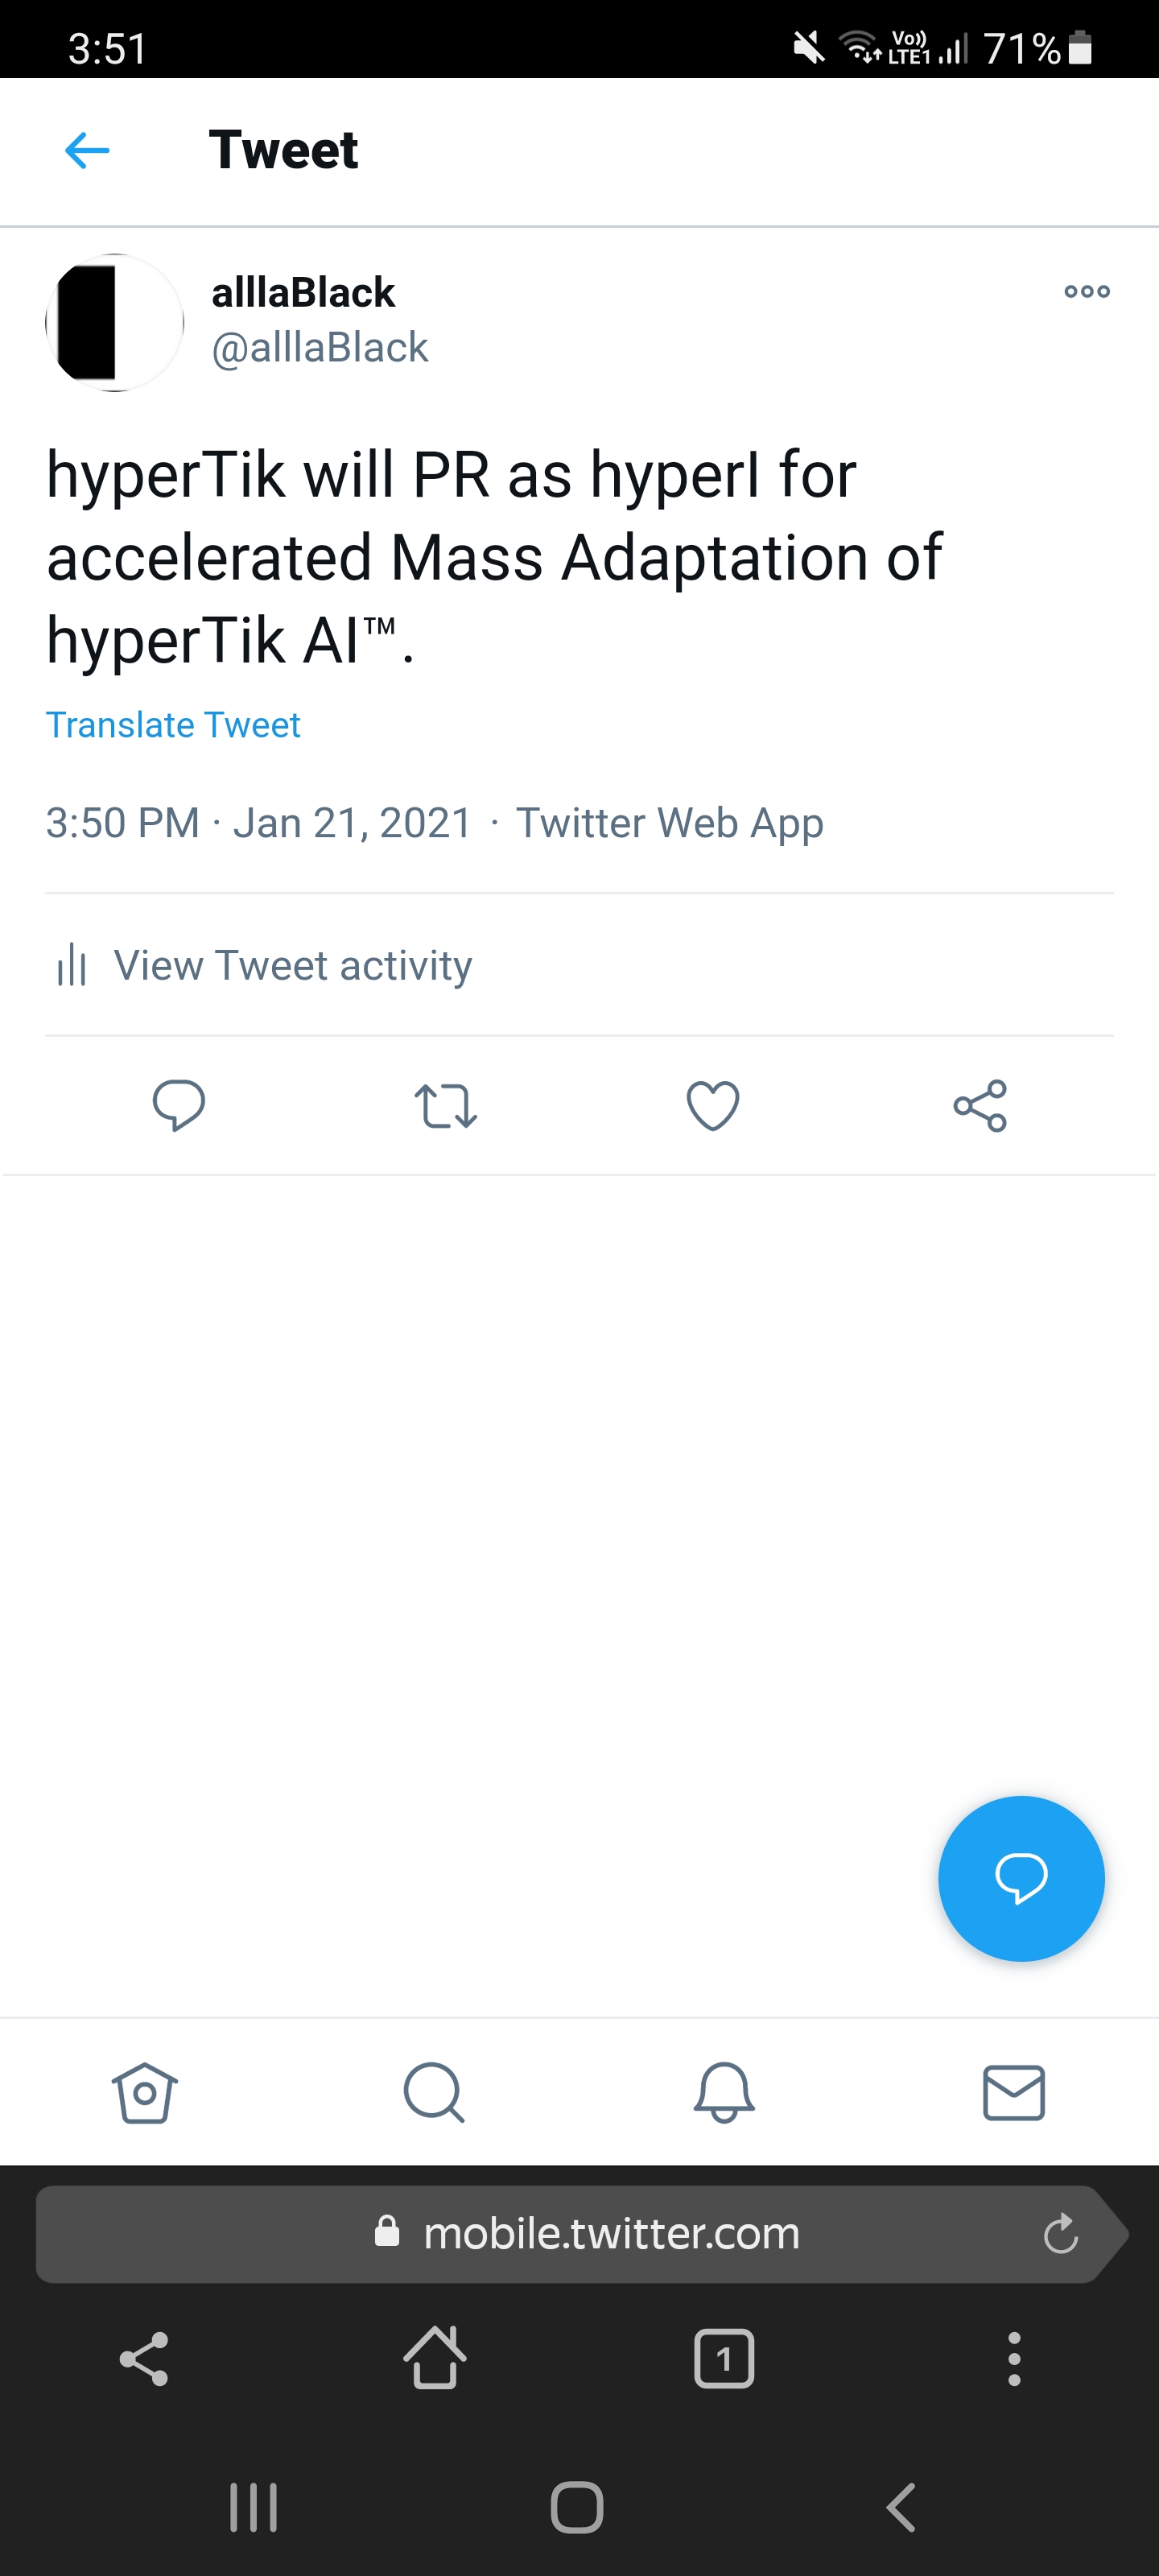 3:51
Vo)) LTE1 71%
Tweet
alllaBlack
@alllaBlack
hyperTik will PR as hyperI for
accelerated Mass Adaptation of
hyperTik AI™.
Translate Tweet
3:50 PM · Jan 21, 2021 · Twitter Web App
View Tweet activity
mobile.twitter.com
1